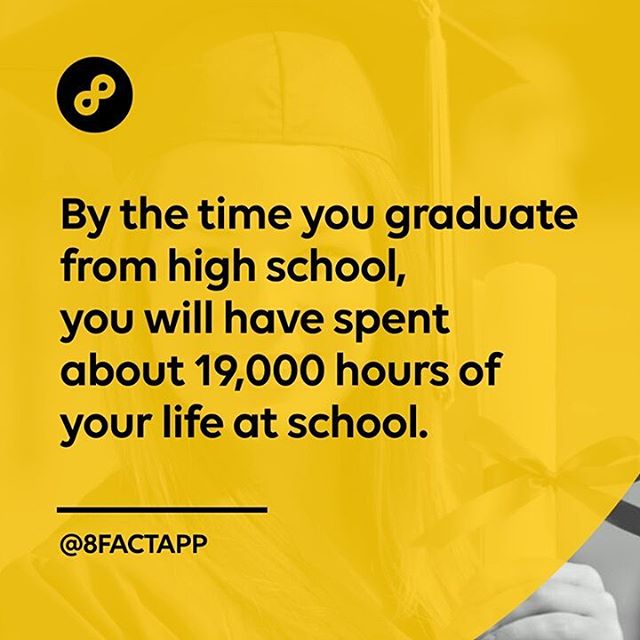 By the time you graduate
from high school,
you will have spent
about 19,000 hours of
your life at school.
@8FACTAPP